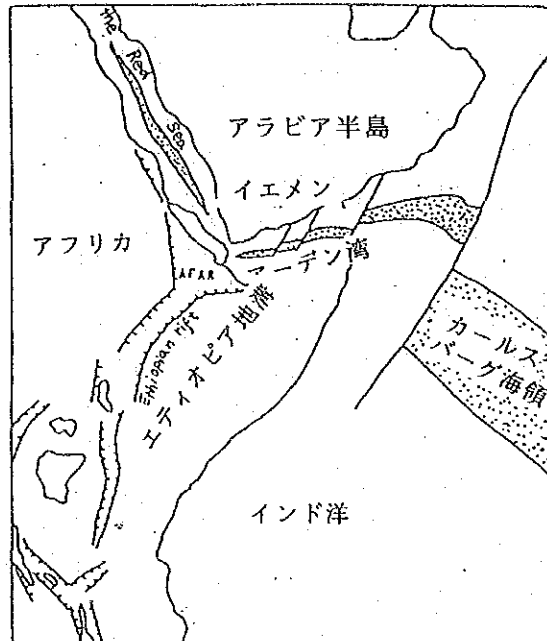 the
Red
Sea
アラビア半島
イエメン
アフリカ
アーデン湾
AFAR
Ethiopian rift
エティオピア地溝
カールス
バーグ海領
インド洋